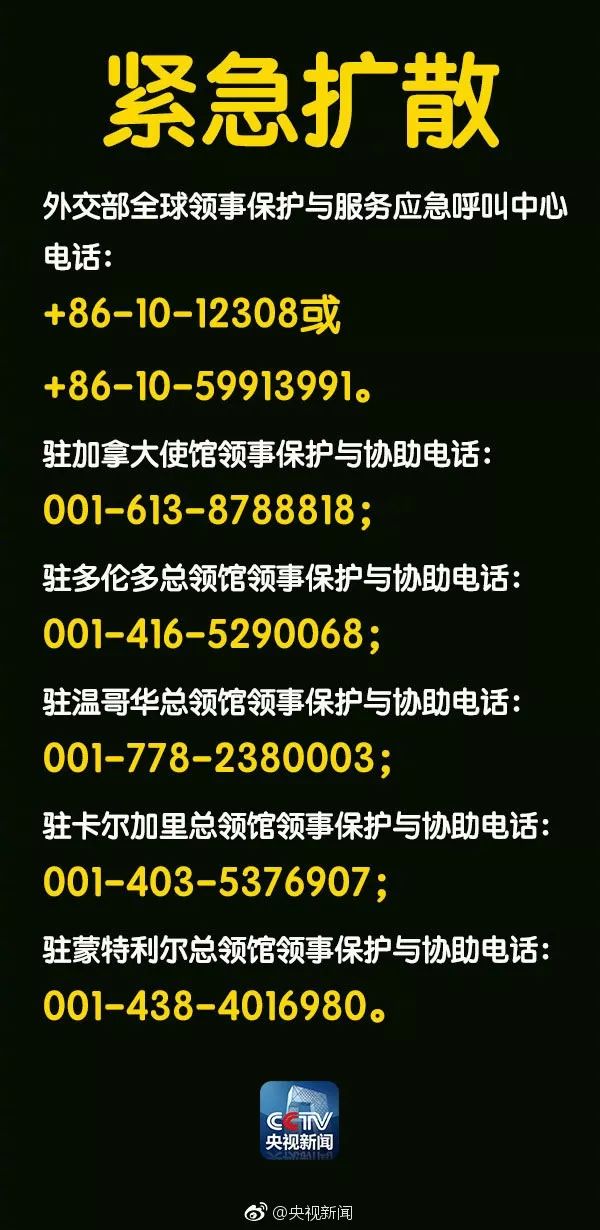 紧急扩散
外交部全球领事保护与服务应急呼叫中心
电话：
+86-10-12308或
+86-10-59913991。
驻加拿大使馆领事保护与协助电话：
001-613-8788818；
驻多伦多总领馆领事保护与协助电话：
001-416-5290068；
驻温哥华总领馆领事保护与协助电话：
001-778-2380003；
驻卡尔加里总领馆领事保护与协助电话：
001-403-5376907；
驻蒙特利尔总领馆领事保护与协助电话：
001-438-4016980。
CCTV
央视新闻
@央视新闻